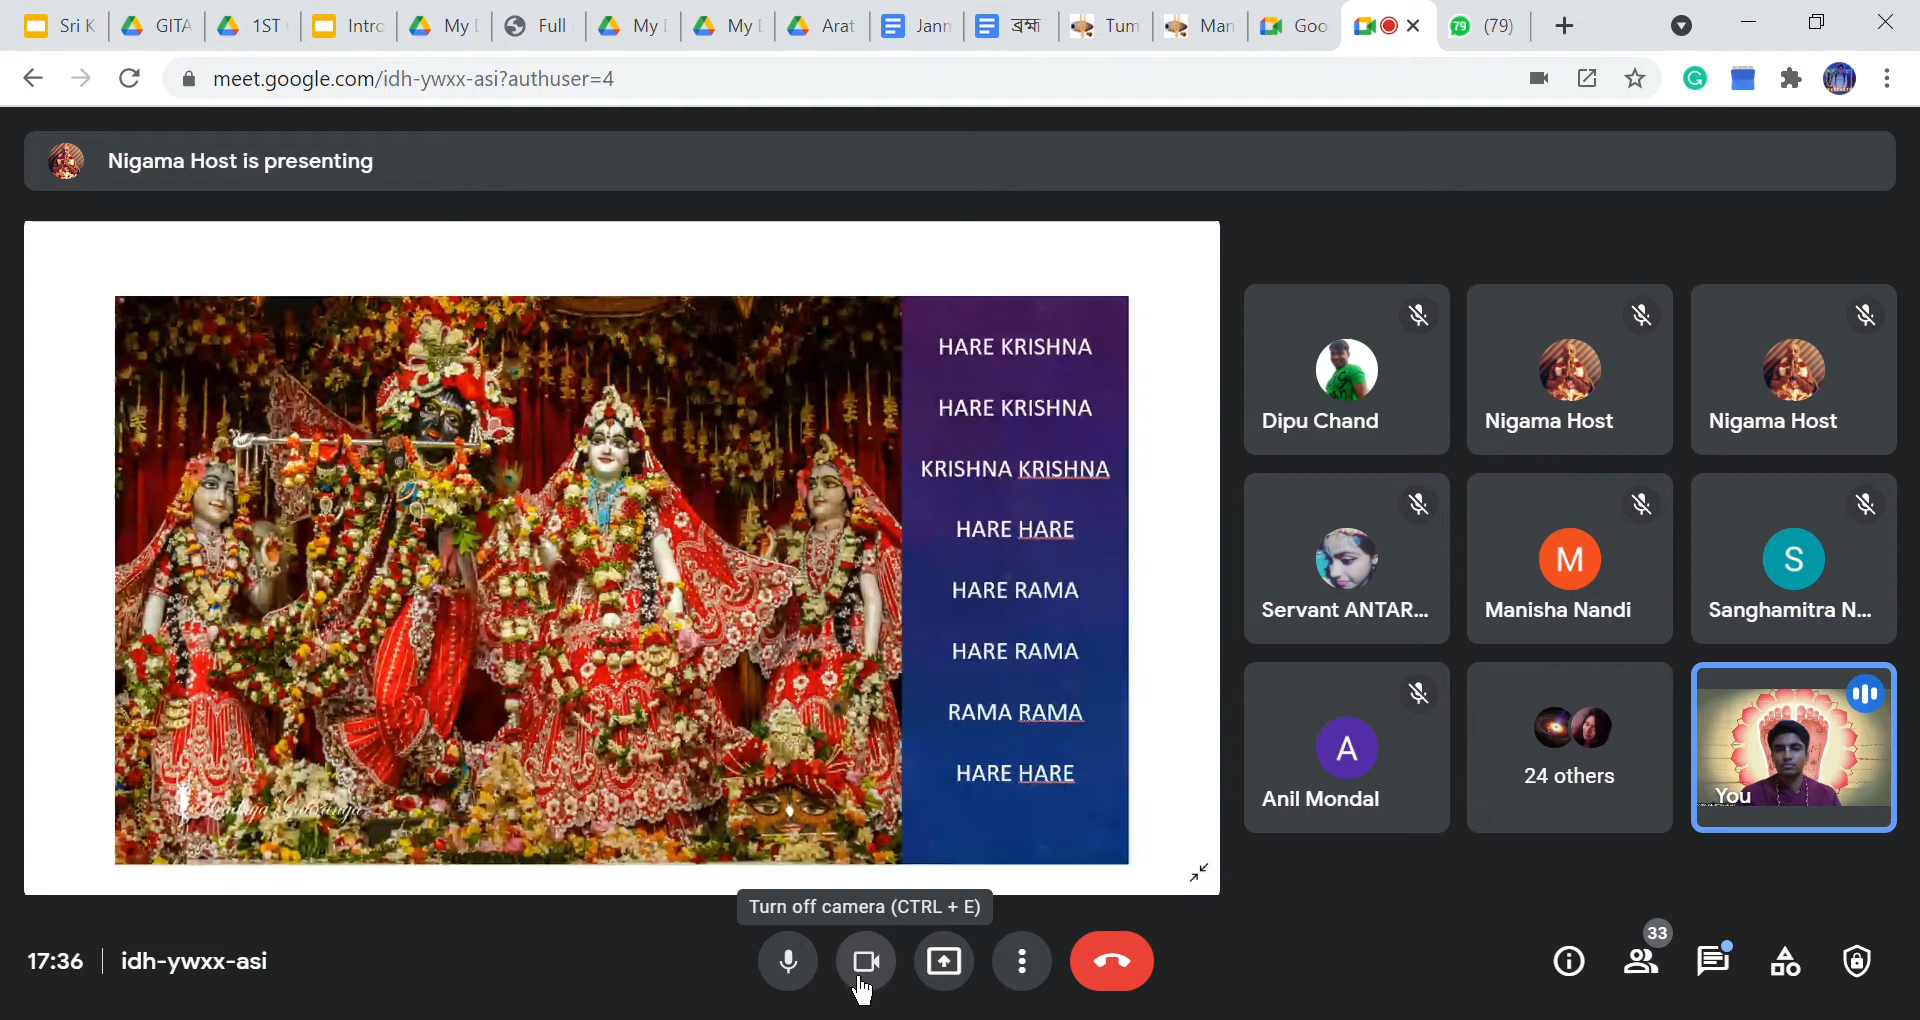 Sri K
GITA
1ST
Intro
My D
Full
My D
My D
Arat
Jann
ব্রহ্ম
Tum
Man
Goo
79
(79)
meet.google.com/idh-ywxx-asi?authuser=4
Nigama Host is presenting
HARE KRISHNA
HARE KRISHNA
KRISHNA KRISHNA
HARE HARE
HARE RAMA
HARE RAMA
RAMA RAMA
HARE HARE
Dipu Chand
Nigama Host
Nigama Host
Servant ANTAR...
M
Manisha Nandi
S
Sanghamitra N...
A
Anil Mondal
24 others
You
Turn off camera (CTRL + E)
17:36
idh-ywxx-asi
33